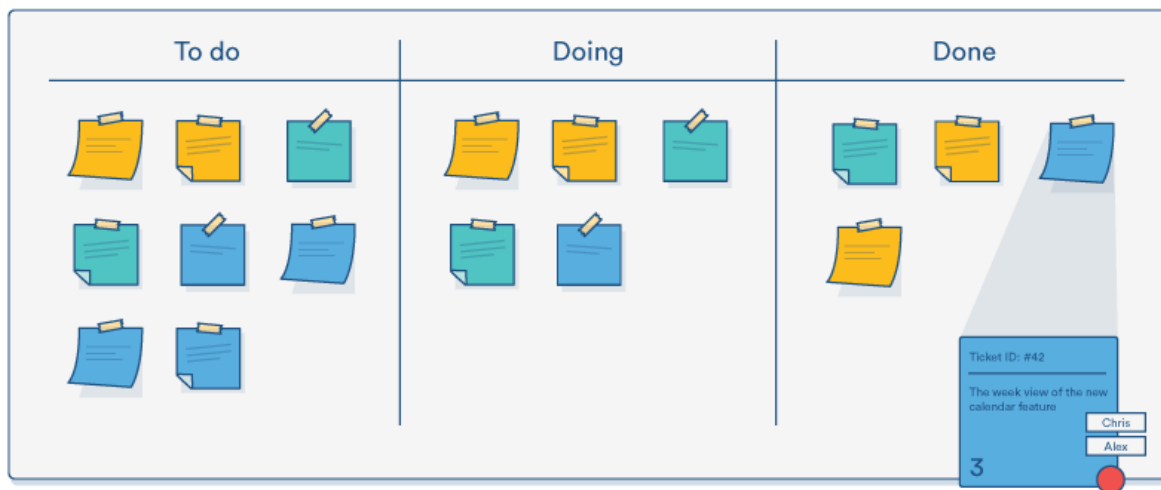 To do
Doing
Done
Ticket ID: #42
The week view of the new
calendar feature
Chris
Alex
3